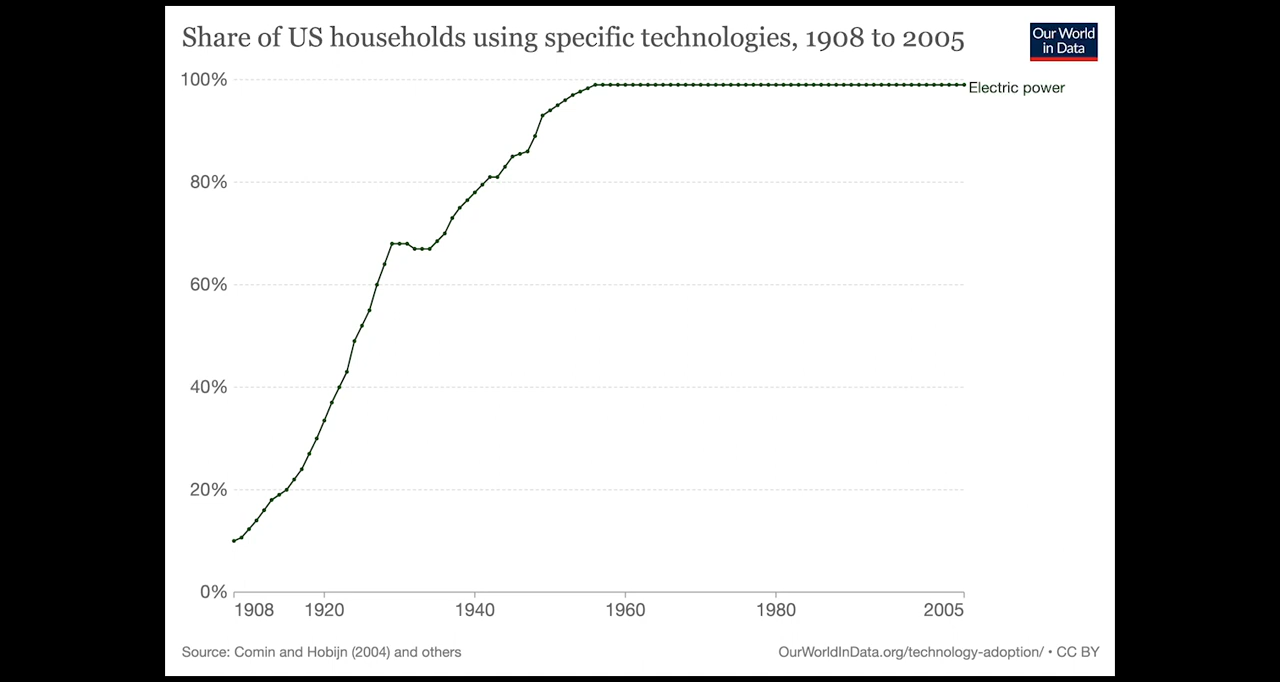 Share of US households using specific technologies, 1908 to 2005
Our World
in Data
100%
Electric power
80%
60%
40%
20%
0%
1908 1920 1940 1960 1980 2005
Source: Comin and Hobijn (2004) and others
OurWorldInData.org/technology-adoption/ • CC BY